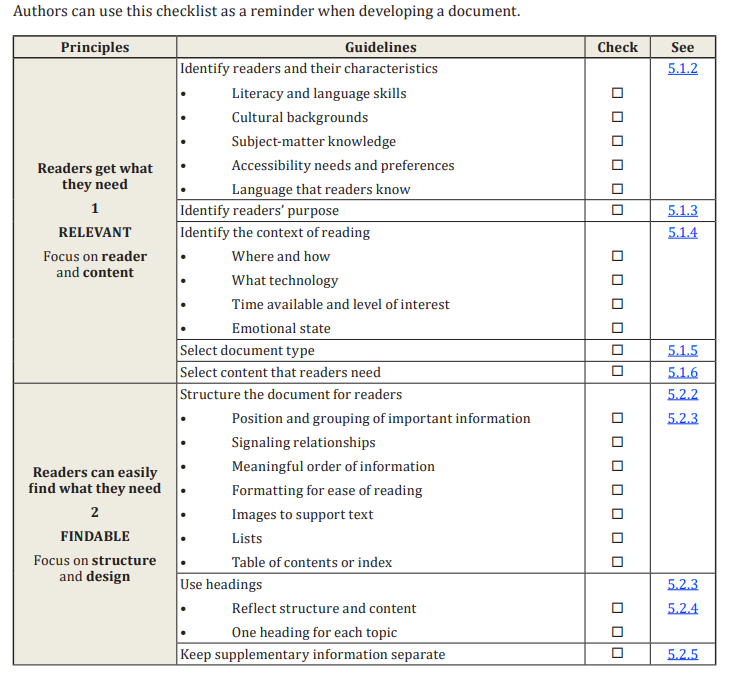 Authors can use this checklist as a reminder when developing a document.
Principles Guidelines Check See
Readers get what
they need
1
RELEVANT
Focus on reader
and content
Identify readers and their characteristics 5.1.2
• Literacy and language skills ☐
• Cultural backgrounds ☐
• Subject-matter knowledge ☐
• Accessibility needs and preferences ☐
• Language that readers know ☐
Identify readers’ purpose ☐ 5.1.3
Identify the context of reading 5.1.4
• Where and how ☐
• What technology ☐
• Time available and level of interest ☐
• Emotional state ☐
Select document type ☐ 5.1.5
Select content that readers need ☐ 5.1.6
Readers can easily
find what they need
2
FINDABLE
Focus on structure
and design
Structure the document for readers 5.2.2
• Position and grouping of important information ☐ 5.2.3
• Signaling relationships ☐
• Meaningful order of information ☐
• Formatting for ease of reading ☐
• Images to support text ☐
• Lists ☐
• Table of contents or index ☐
Use headings 5.2.3
• Reflect structure and content ☐ 5.2.4
• One heading for each topic ☐
Keep supplementary information separate ☐ 5.2.5